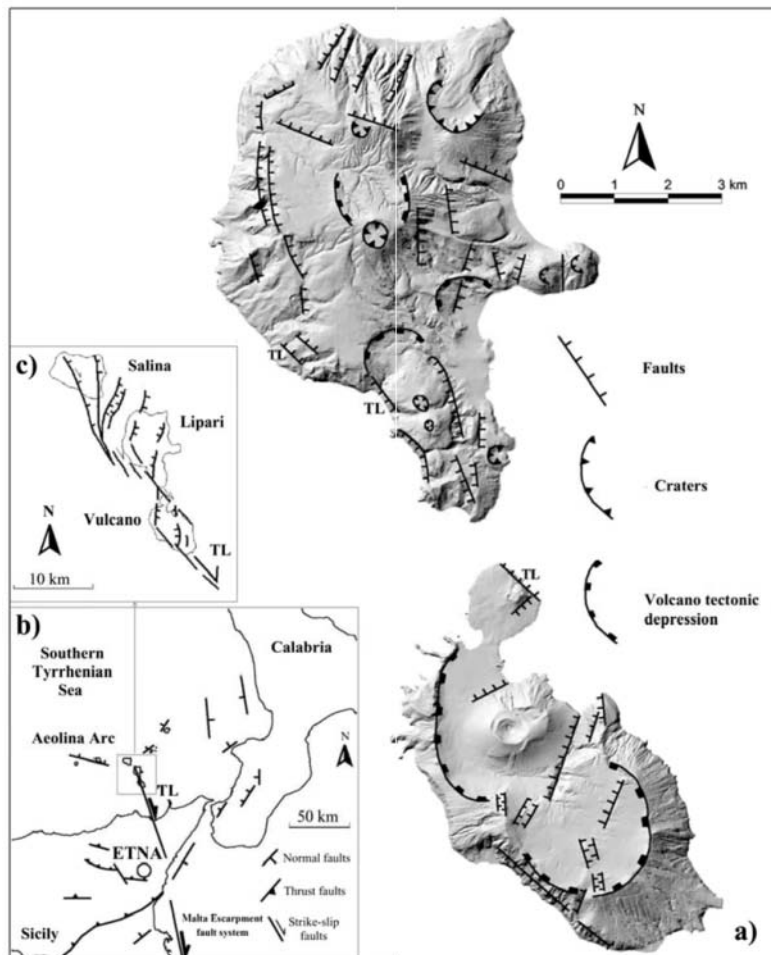 N
0 1 2 3 km
TL
TL
Faults
Craters
TL
Volcano tectonic
depression
a)
c)
Salina
Lipari
Vulcano
N
TL
10 km
b)
Southern
Tyrrhenian
Sea
Calabria
Aeolina Arc
N
TL
50 km
ETNA
Normal faults
Thrust faults
Malta Escarpment
fault system
Strike-slip
faults
Sicily